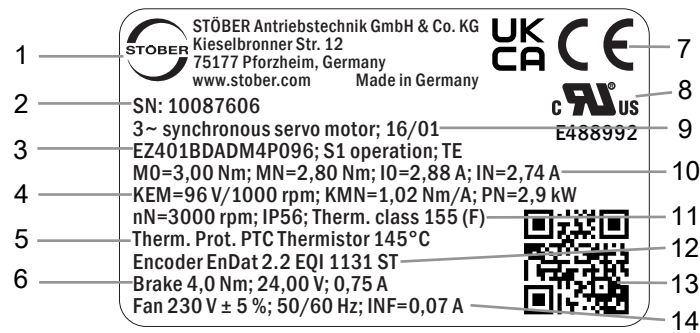 STÖBER
STÖBER Antriebstechnik GmbH & Co. KG
Kieselbronner Str. 12
75177 Pforzheim, Germany
www.stober.com Made in Germany
UK
CA
CE
SN: 10087606
C RU ® US
E488992
3~ synchronous servo motor; 16/01
EZ401BDADM4P096; S1 operation; TE
M0=3,00 Nm; MN=2,80 Nm; I0=2,88 A; IN=2,74 A
KEM=96 V/1000 rpm; KMN=1,02 Nm/A; PN=2,9 kW
nN=3000 rpm; IP56; Therm. class 155 (F)
Therm. Prot. PTC Thermistor 145°C
Encoder EnDat 2.2 EQI 1131 ST
Brake 4,0 Nm; 24,00 V; 0,75 A
Fan 230 V ± 5 %; 50/60 Hz; INF=0,07 A
1
2
3
4
5
6
7
8
9
10
11
12
13
14